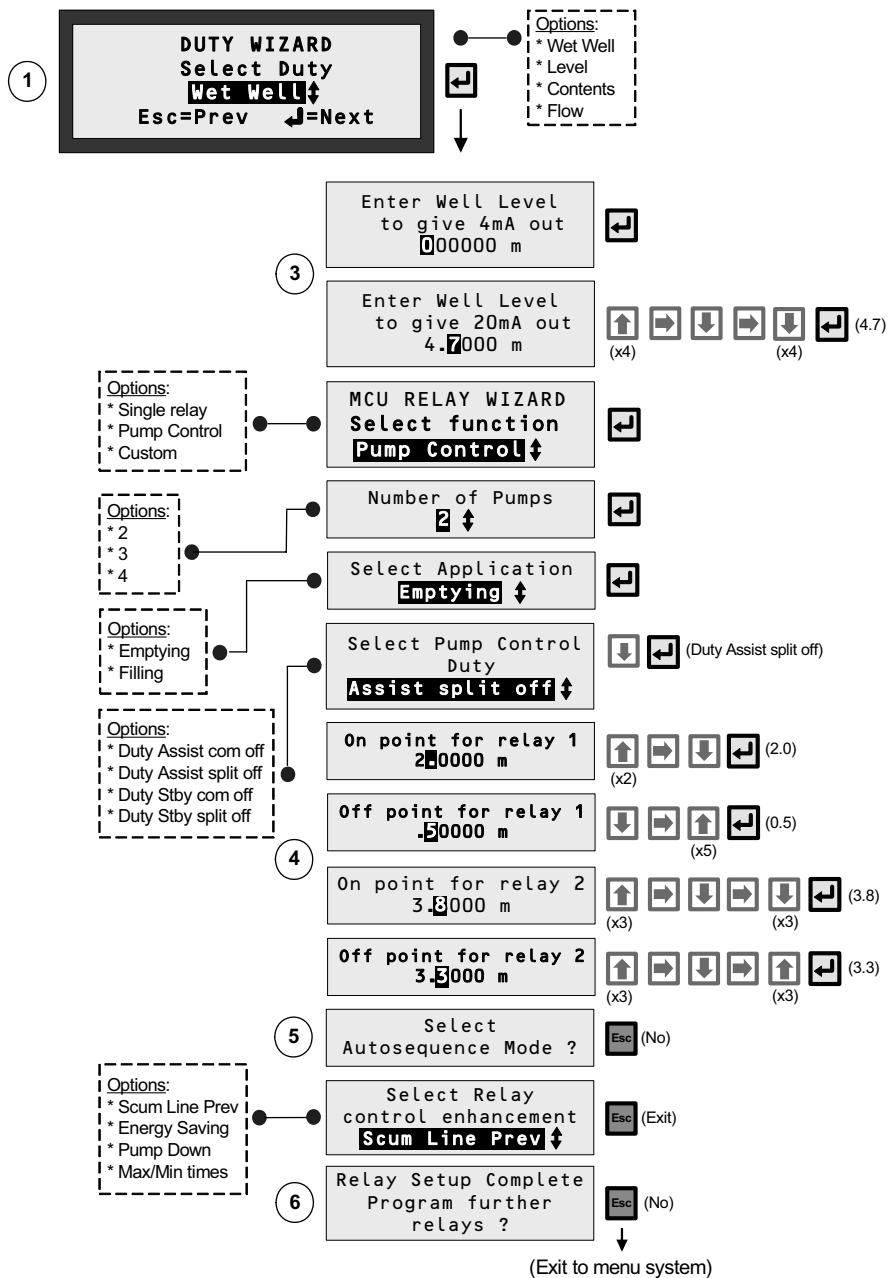 1
DUTY WIZARD
Select Duty
Wet Well
Esc=Prev =Next
Options:
* Wet Well
* Level
* Contents
* Flow
3
Enter Well Level
to give 4mA out
000000 m
Enter Well Level
to give 20mA out
4.7000 m
(x4)
(x4)
(4.7)
Options:
* Single relay
* Pump Control
* Custom
MCU RELAY WIZARD
Select function
Pump Control
Options:
* 2
* 3
* 4
Number of Pumps
2
Options:
* Emptying
* Filling
Select Application
Emptying
Options:
* Duty Assist com off
* Duty Assist split off
* Duty Stby com off
* Duty Stby split off
Select Pump Control
Duty
Assist split off
(Duty Assist split off)
4
On point for relay 1
2.0000 m
(x2)
(2.0)
Off point for relay 1
.50000 m
(x5)
(0.5)
On point for relay 2
3.8000 m
(x3)
(x3)
(3.8)
Off point for relay 2
3.3000 m
(x3)
(x3)
(3.3)
5
Select
Autosequence Mode ?
Esc (No)
Options:
* Scum Line Prev
* Energy Saving
* Pump Down
* Max/Min times
Select Relay
control enhancement
Scum Line Prev
Esc (Exit)
6
Relay Setup Complete
Program further
relays ?
Esc (No)
(Exit to menu system)